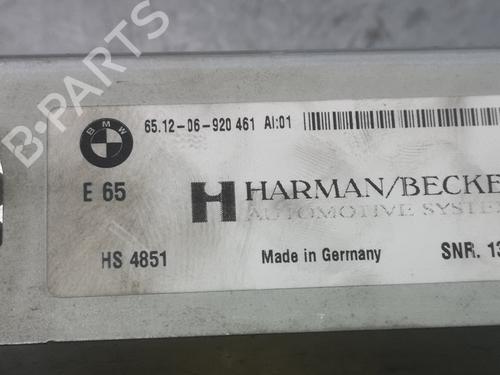 B-PARTS
BMW
65.12-06-920 461 AI:01
E 65
HARMAN/BECKE
AUTOMOTIVE SYSTEM
HS 4851
Made in Germany
SNR. 13